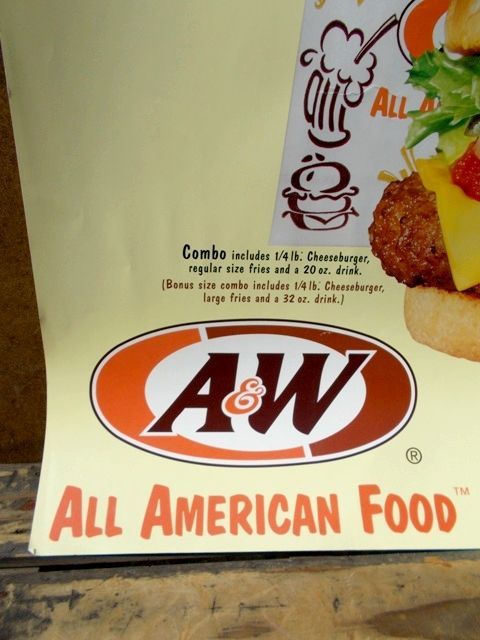 ALL A
Combo includes 1/4 lb. Cheeseburger,
regular size fries and a 20 oz. drink.
(Bonus size combo includes 1/4 lb. Cheeseburger,
large fries and a 32 oz. drink.)
A&W ®
ALL AMERICAN FOOD™